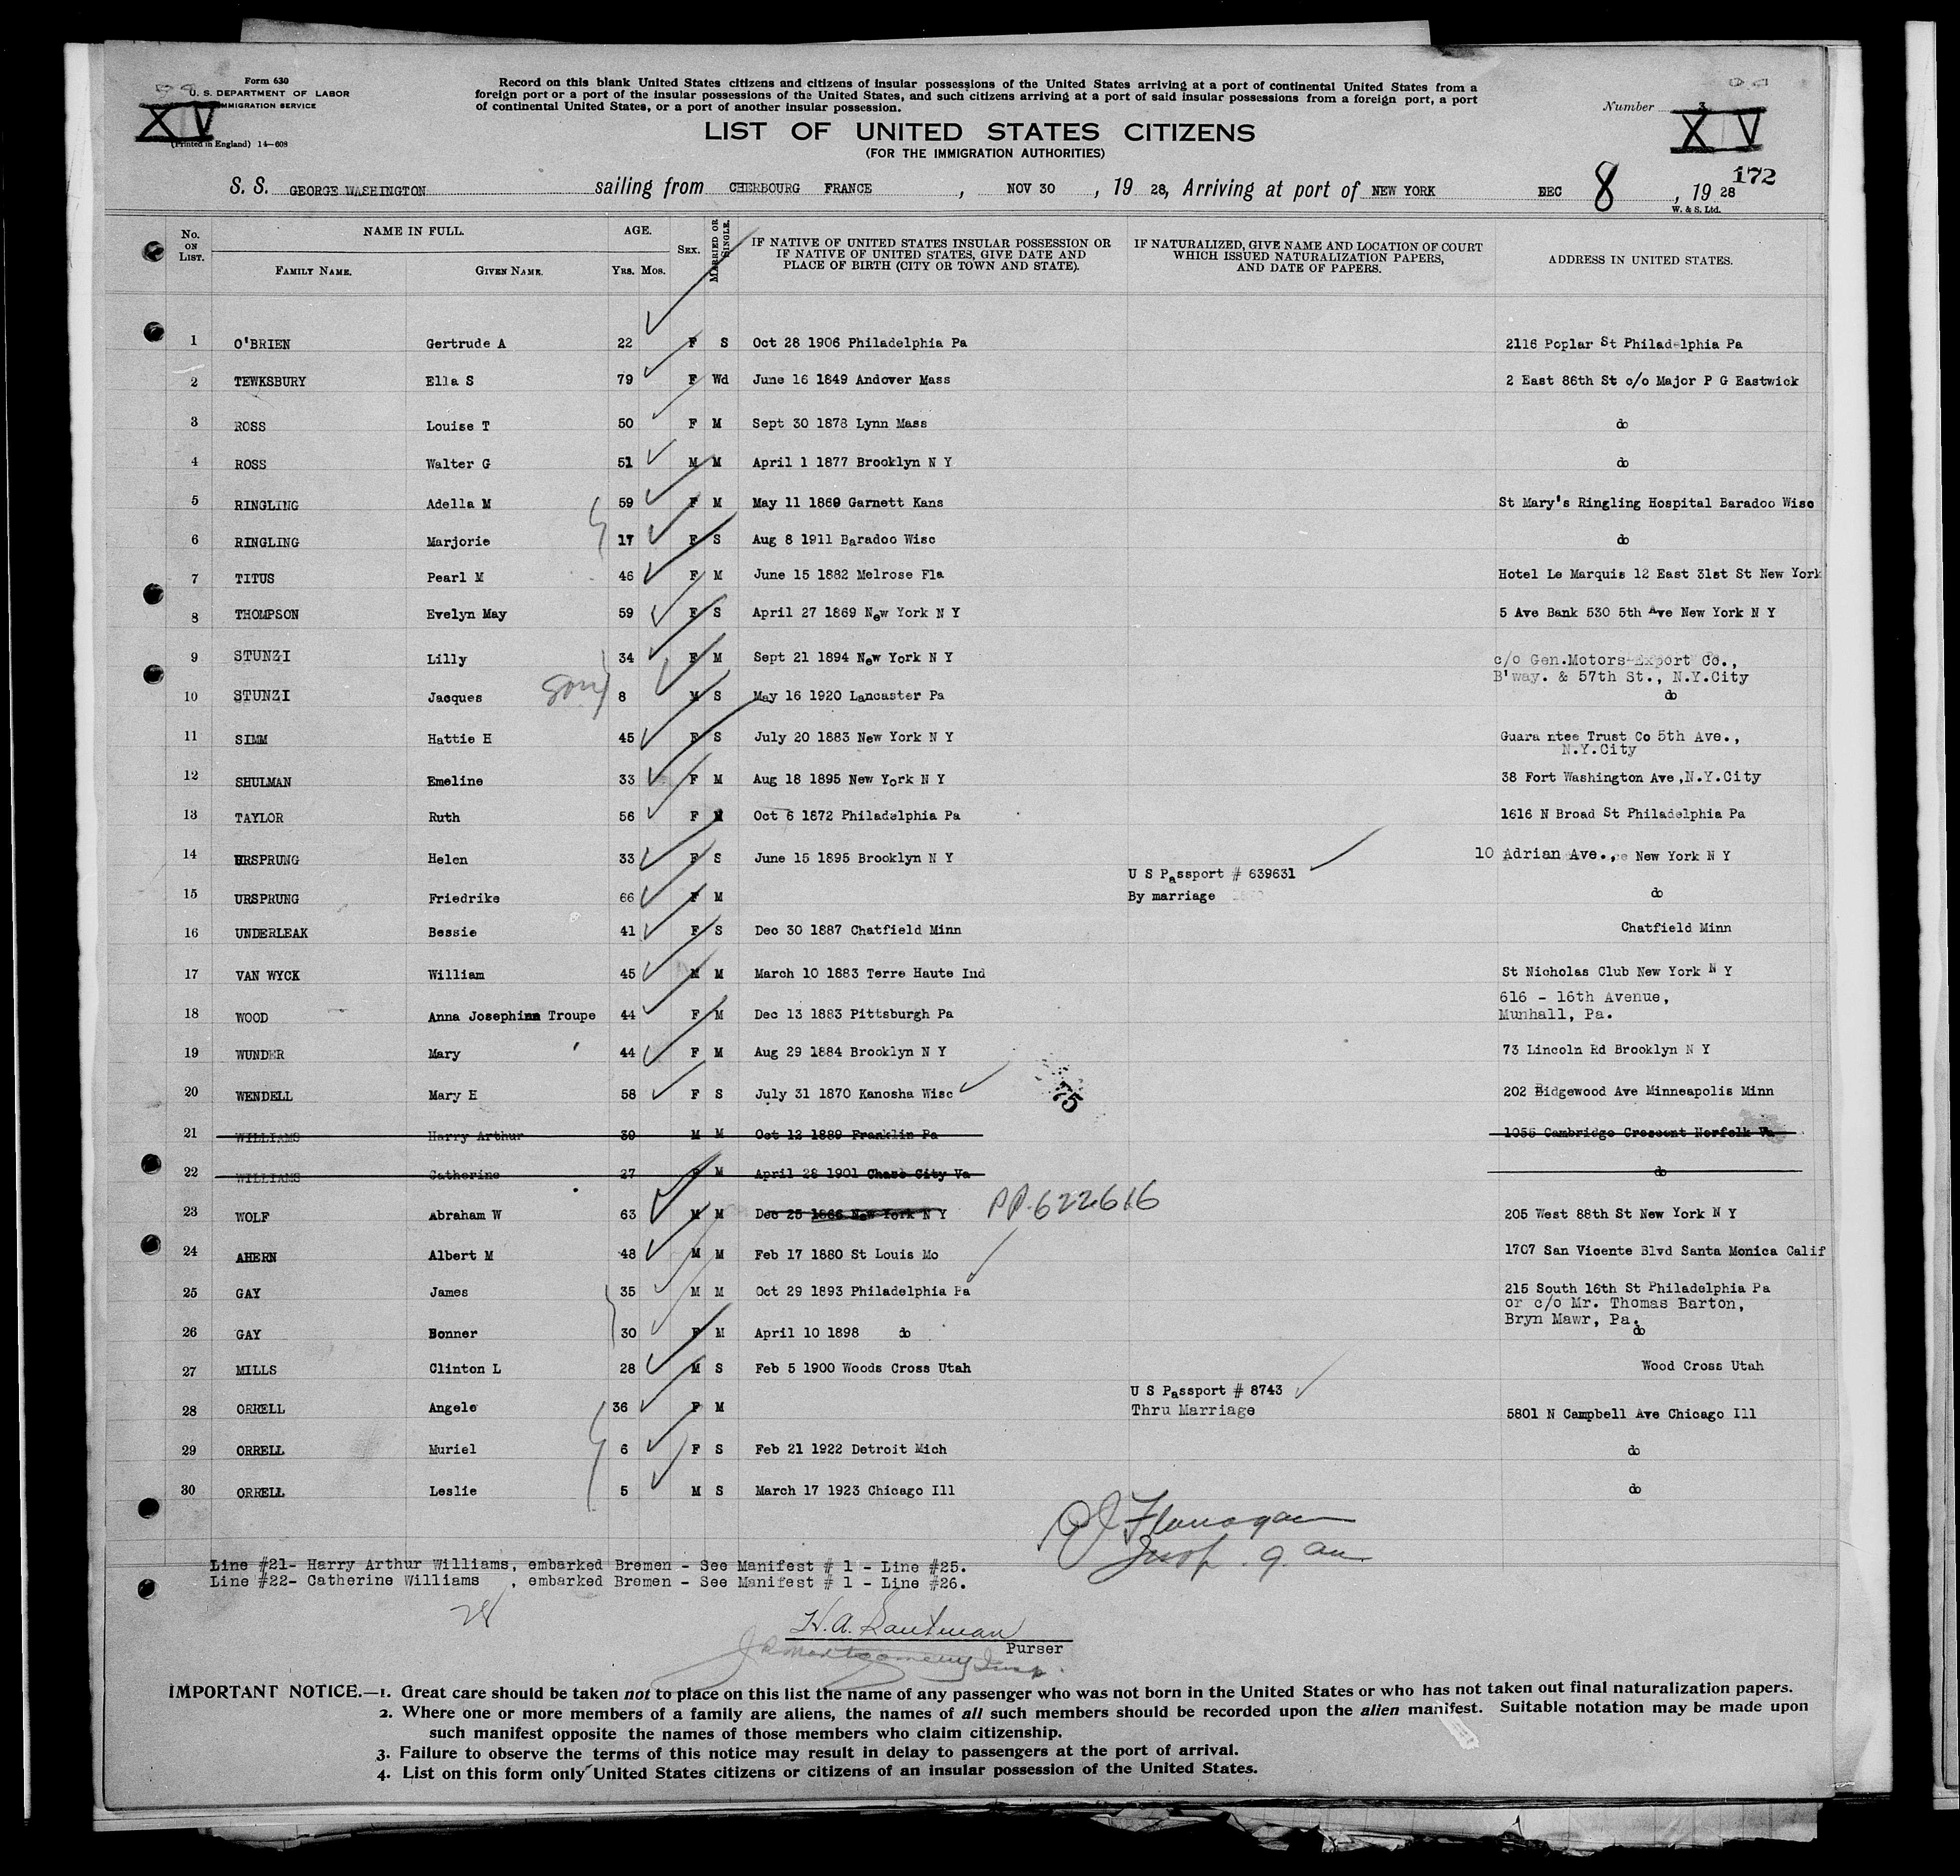 Form 630
U. S. DEPARTMENT OF LABOR
IMMIGRATION SERVICE
XIV
(Printed in England) 14—608
Record on this blank United States citizens and citizens of insular possessions of the United States arriving at a port of continental United States from a
foreign port or a port of the insular possessions of the United States, and such citizens arriving at a port of said insular possessions from a foreign port, a port
of continental United States, or a port of another insular possession.
LIST OF UNITED STATES CITIZENS
(FOR THE IMMIGRATION AUTHORITIES)
Number 3
XV
172
S. S. GEORGE WASHINGTON sailing from CHERBOURG FRANCE, NOV 30, 19 28, Arriving at port of NEW YORK DEC 8, 19 28
W. & S. Ltd.
No. ON LIST. NAME IN FULL. FAMILY NAME. GIVEN NAME. AGE. YRS. MOS. SEX. MARRIED OR SINGLE. IF NATIVE OF UNITED STATES INSULAR POSSESSION OR IF NATIVE OF UNITED STATES, GIVE DATE AND PLACE OF BIRTH (CITY OR TOWN AND STATE). IF NATURALIZED, GIVE NAME AND LOCATION OF COURT WHICH ISSUED NATURALIZATION PAPERS, AND DATE OF PAPERS. ADDRESS IN UNITED STATES.
1 O'BRIEN Gertrude A 22 F S Oct 28 1906 Philadelphia Pa 2116 Poplar St Philadelphia Pa
2 TEWKSBURY Ella S 79 F Wd June 16 1849 Andover Mass 2 East 86th St c/o Major P G Eastwick
3 ROSS Louise T 50 F M Sept 30 1878 Lynn Mass do
4 ROSS Walter G 51 M M April 1 1877 Brooklyn N Y do
5 RINGLING Adella M 59 F M May 11 1869 Garnett Kans St Mary's Ringling Hospital Baradoo Wisc
6 RINGLING Marjorie 17 F S Aug 8 1911 Baradoo Wisc do
7 TITUS Pearl M 46 F M June 15 1882 Melrose Fla Hotel Le Marquis 12 East 31st St New York
8 THOMPSON Evelyn May 59 F S April 27 1869 New York N Y 5 Ave Bank 530 5th Ave New York N Y
9 STUNZI Lilly 34 F M Sept 21 1894 New York N Y c/o Gen.Motors-Export Co.,
B'way. & 57th St., N.Y.City
10 STUNZI Jacques son 8 M S May 16 1920 Lancaster Pa do
11 SIMM Hattie H 45 F S July 20 1883 New York N Y Guara ntee Trust Co 5th Ave.,
N.Y.City
12 SHULMAN Emeline 33 F M Aug 18 1895 New York N Y 38 Fort Washington Ave,N.Y.City
13 TAYLOR Ruth 56 F M Oct 6 1872 Philadelphia Pa 1616 N Broad St Philadelphia Pa
14 URSPRUNG Helen 33 F S June 15 1895 Brooklyn N Y 10 Adrian Ave., New York N Y
U S Passport # 639631
15 URSPRUNG Friedrike 66 F M By marriage do
16 UNDERLEAK Bessie 41 F S Dec 30 1887 Chatfield Minn Chatfield Minn
17 VAN WYCK William 45 M M March 10 1883 Terre Haute Ind St Nicholas Club New York N Y
616 - 16th Avenue,
18 WOOD Anna Josephina Troupe 44 F M Dec 13 1883 Pittsburgh Pa Munhall, Pa.
19 WUNDER Mary 44 F M Aug 29 1884 Brooklyn N Y 73 Lincoln Rd Brooklyn N Y
20 WENDELL Mary H 58 F S July 31 1870 Kanosha Wisc 75 202 Ridgewood Ave Minneapolis Minn
21 WILLIAMS Harry Arthur 39 M M Oct 12 1889 Franklin Pa 1055 Cambridge Crescent Norfolk Va
22 WILLIAMS Catherine 27 F M April 28 1901 Chase City Va do
23 WOLF Abraham W 63 M M Dec 25 1866 New York N Y PP. 622616 205 West 88th St New York N Y
24 AHERN Albert M 48 M M Feb 17 1880 St Louis Mo 1707 San Vicente Blvd Santa Monica Calif
25 GAY James 35 M M Oct 29 1893 Philadelphia Pa 215 South 16th St Philadelphia Pa
or c/o Mr. Thomas Barton,
Bryn Mawr, Pa.
26 GAY Bonner 30 F M April 10 1898 do do
27 MILLS Clinton L 28 M S Feb 5 1900 Woods Cross Utah Wood Cross Utah
U S Passport # 8743
28 ORRELL Angele 36 F M Thru Marriage 5801 N Campbell Ave Chicago Ill
29 ORRELL Muriel 6 F S Feb 21 1922 Detroit Mich do
30 ORRELL Leslie 5 M S March 17 1923 Chicago Ill do
Flanagan
Insp.
Line #21- Harry Arthur Williams, embarked Bremen - See Manifest # 1 - Line #25.
Line #22- Catherine Williams , embarked Bremen - See Manifest # 1 - Line #26.
28
Purser
Montgomery Insp.
IMPORTANT NOTICE.—1. Great care should be taken not to place on this list the name of any passenger who was not born in the United States or who has not taken out final naturalization papers.
2. Where one or more members of a family are aliens, the names of all such members should be recorded upon the alien manifest. Suitable notation may be made upon
such manifest opposite the names of those members who claim citizenship.
3. Failure to observe the terms of this notice may result in delay to passengers at the port of arrival.
4. List on this form only United States citizens or citizens of an insular possession of the United States.